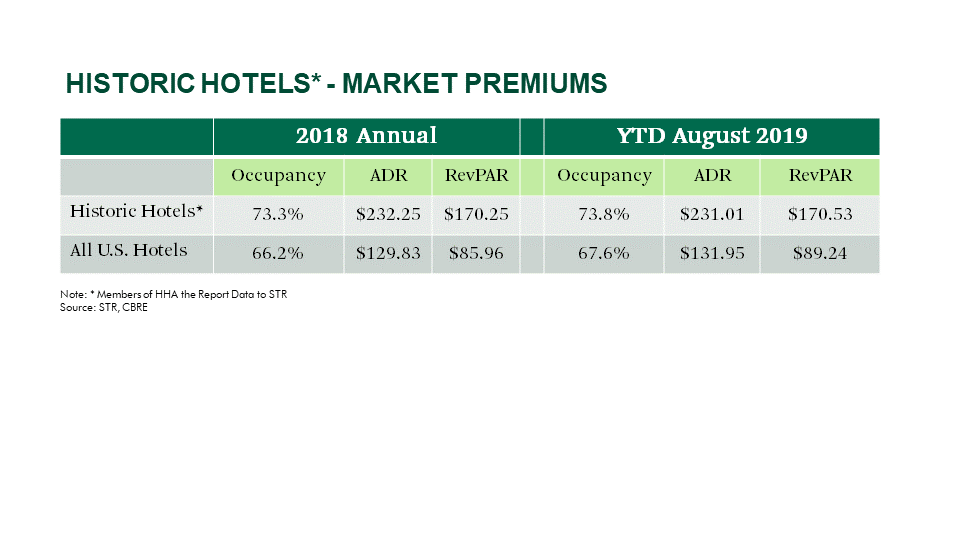 HISTORIC HOTELS* - MARKET PREMIUMS
2018 Annual YTD August 2019
Occupancy ADR RevPAR Occupancy ADR RevPAR
Historic Hotels* 73.3% $232.25 $170.25 73.8% $231.01 $170.53
All U.S. Hotels 66.2% $129.83 $85.96 67.6% $131.95 $89.24
Note: * Members of HHA the Report Data to STR
Source: STR, CBRE